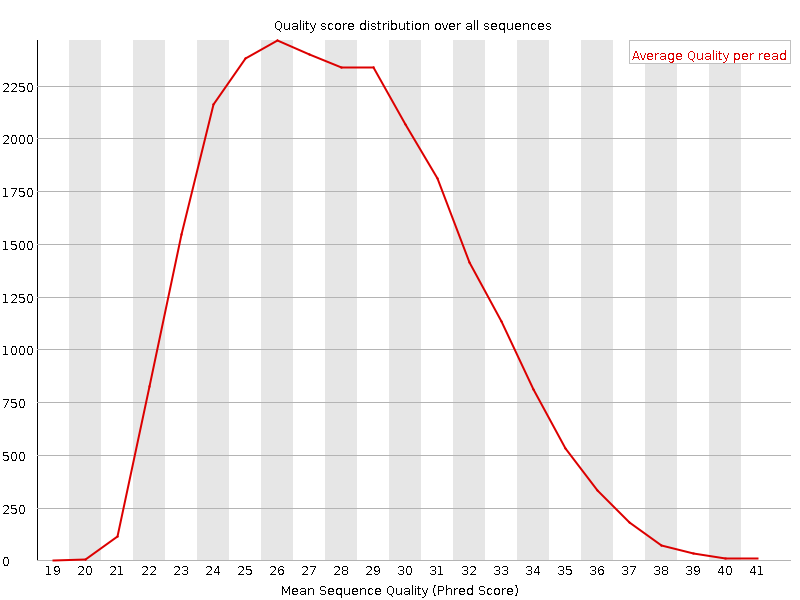 Quality score distribution over all sequences
Average Quality per read
2250
2000
1750
1500
1250
1000
750
500
250
0
19 20 21 22 23 24 25 26 27 28 29 30 31 32 33 34 35 36 37 38 39 40 41
Mean Sequence Quality (Phred Score)